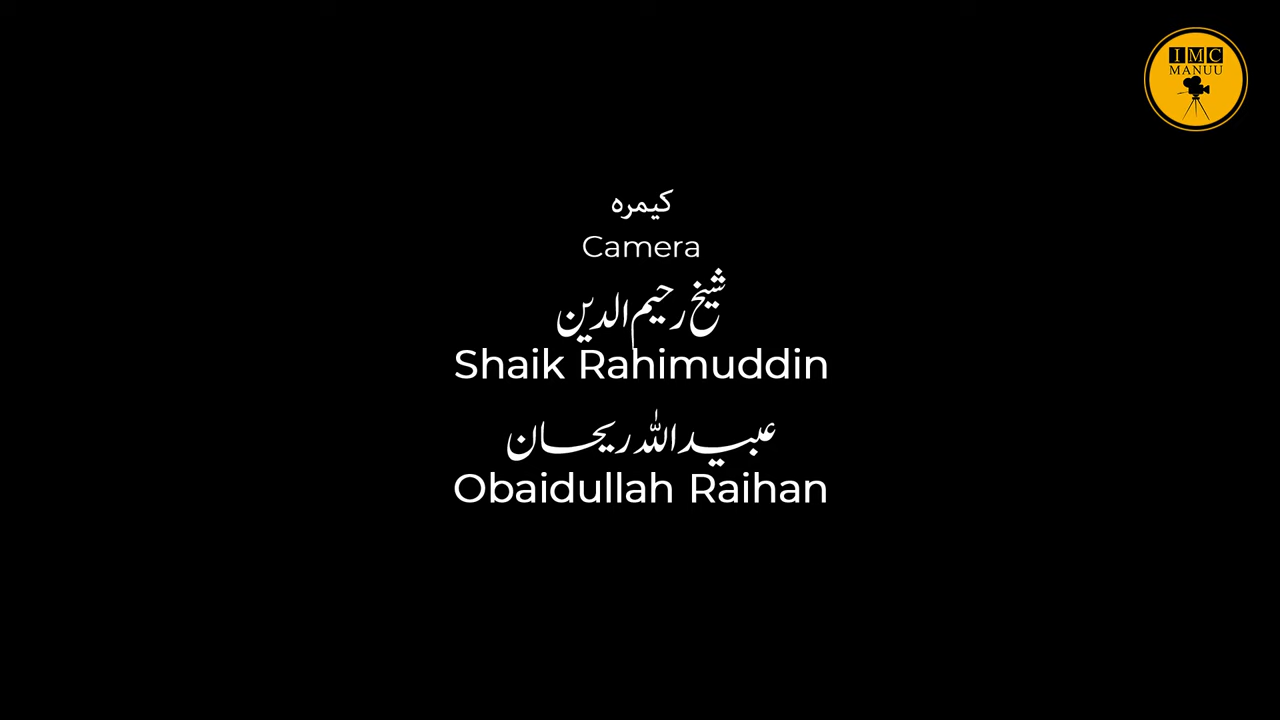 IMC
MANUU
کیمرہ
Camera
شیخ رحیم الدین
Shaik Rahimuddin
عبید اللہ ریحان
Obaidullah Raihan